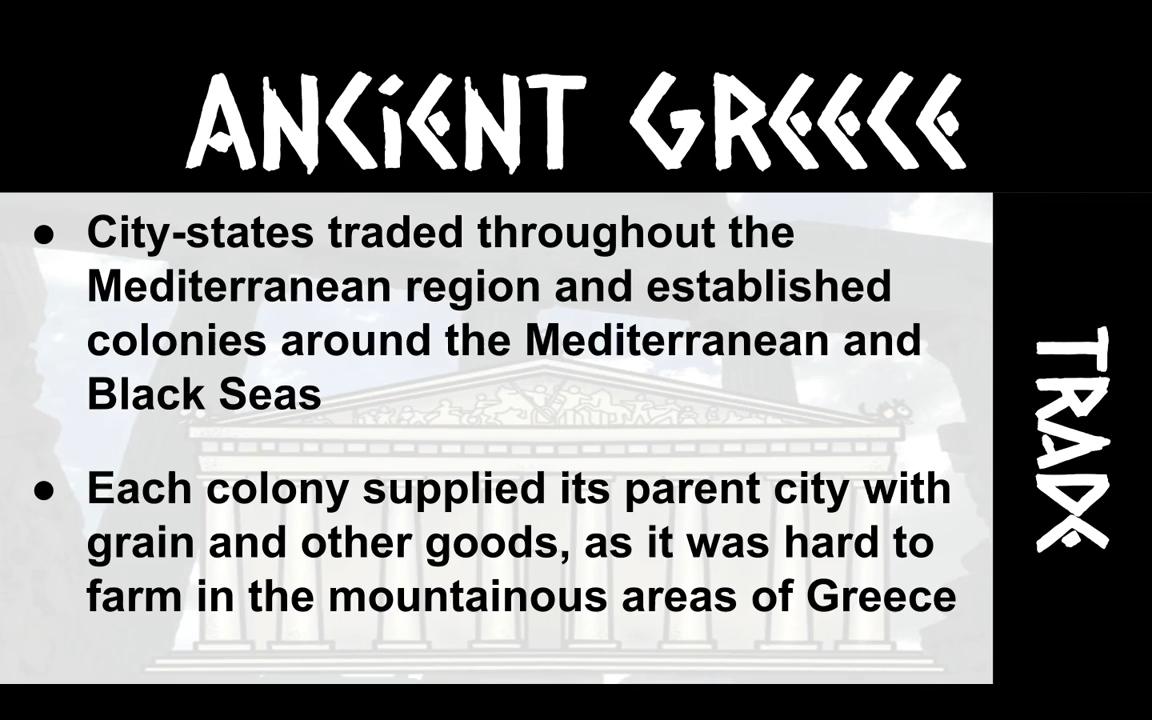 ANCiENT GREECE
● City-states traded throughout the
Mediterranean region and established
colonies around the Mediterranean and
Black Seas
● Each colony supplied its parent city with
grain and other goods, as it was hard to
farm in the mountainous areas of Greece
TRADE